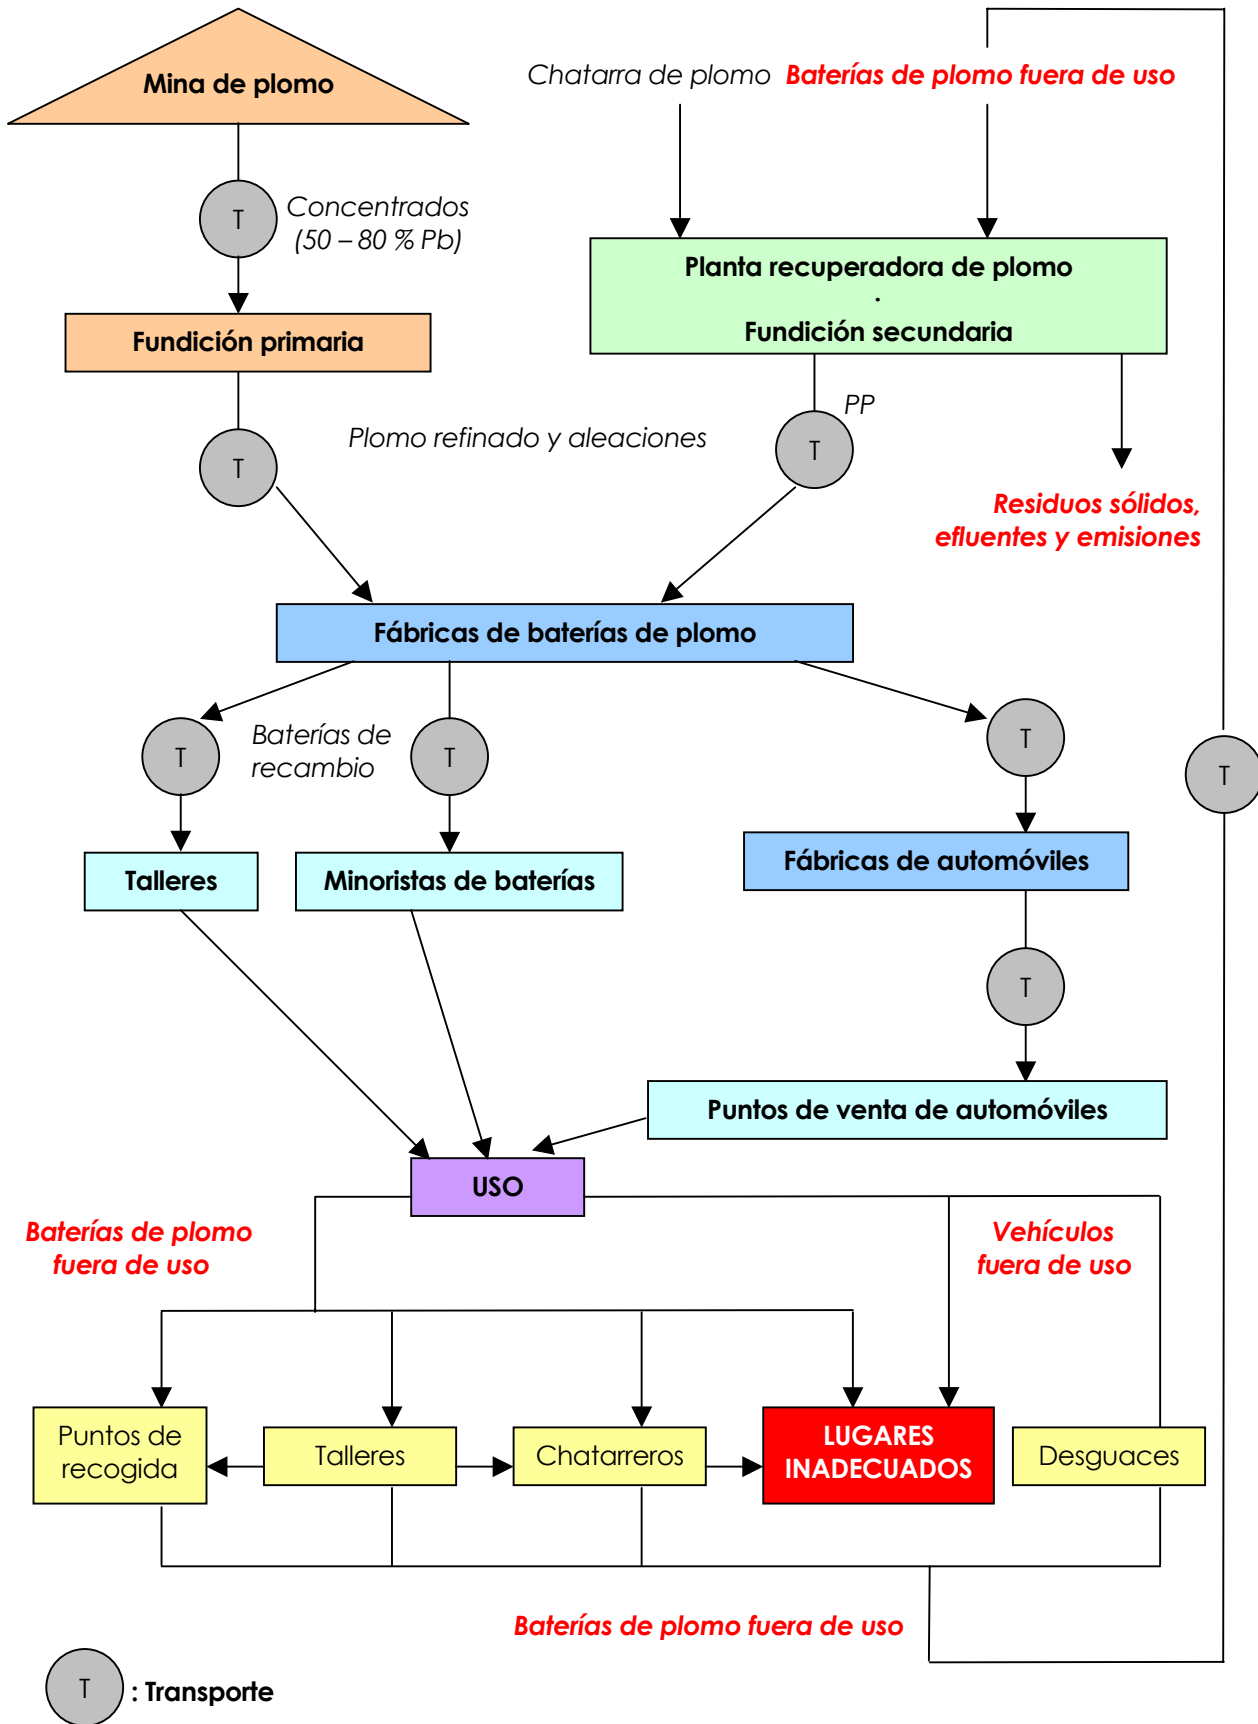 Mina de plomo
Chatarra de plomo
Baterías de plomo fuera de uso
T
Concentrados
(50 – 80 % Pb)
Planta recuperadora de plomo
·
Fundición secundaria
Fundición primaria
PP
T
Plomo refinado y aleaciones
T
Residuos sólidos,
efluentes y emisiones
Fábricas de baterías de plomo
T
Baterías de
recambio
T
T
T
Talleres
Minoristas de baterías
Fábricas de automóviles
T
Puntos de venta de automóviles
USO
Baterías de plomo
fuera de uso
Vehículos
fuera de uso
Puntos de
recogida
Talleres
Chatarreros
LUGARES
INADECUADOS
Desguaces
Baterías de plomo fuera de uso
T
: Transporte